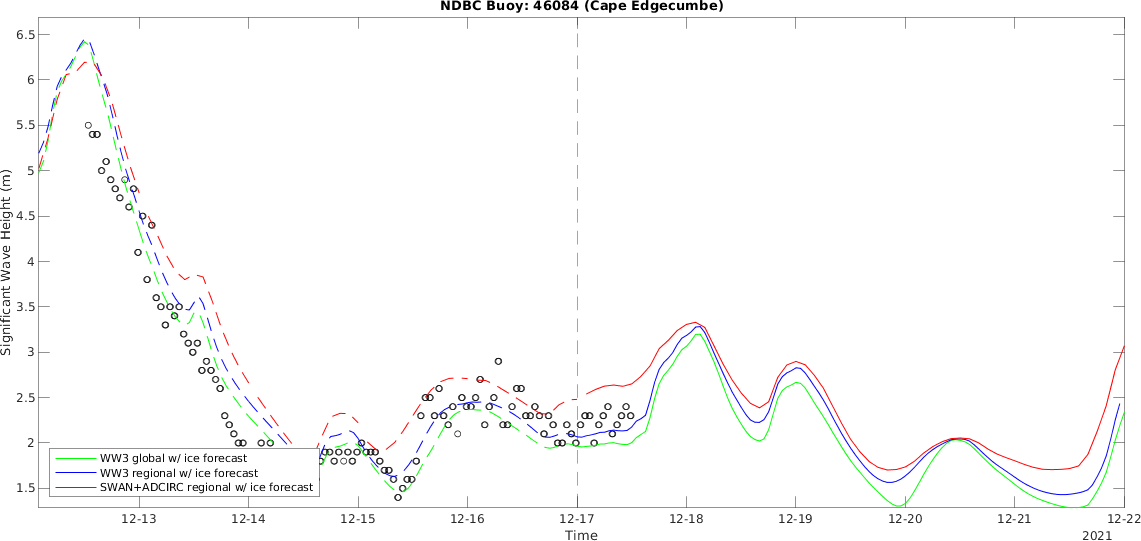 NDBC Buoy: 46084 (Cape Edgecumbe)
6.5
6
5.5
5
4.5
4
3.5
3
2.5
2
1.5
Significant Wave Height (m)
WW3 global w/ ice forecast
WW3 regional w/ ice forecast
SWAN+ADCIRC regional w/ ice forecast
12-13 12-14 12-15 12-16 12-17 12-18 12-19 12-20 12-21 12-22
Time
2021